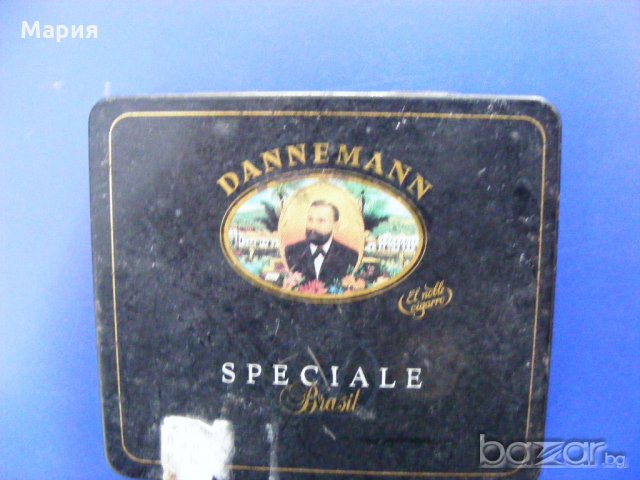 Мария
DANNEMANN
El noble
cigarro
SPECIALE
Brasil
bazar.bg